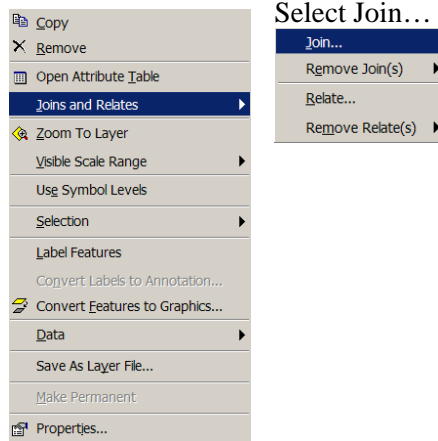 Copy
Remove
Open Attribute Table
Joins and Relates
Zoom To Layer
Visible Scale Range
Use Symbol Levels
Selection
Label Features
Convert Labels to Annotation...
Convert Features to Graphics...
Data
Save As Layer File...
Make Permanent
Properties...
Select Join…
Join...
Remove Join(s)
Relate...
Remove Relate(s)